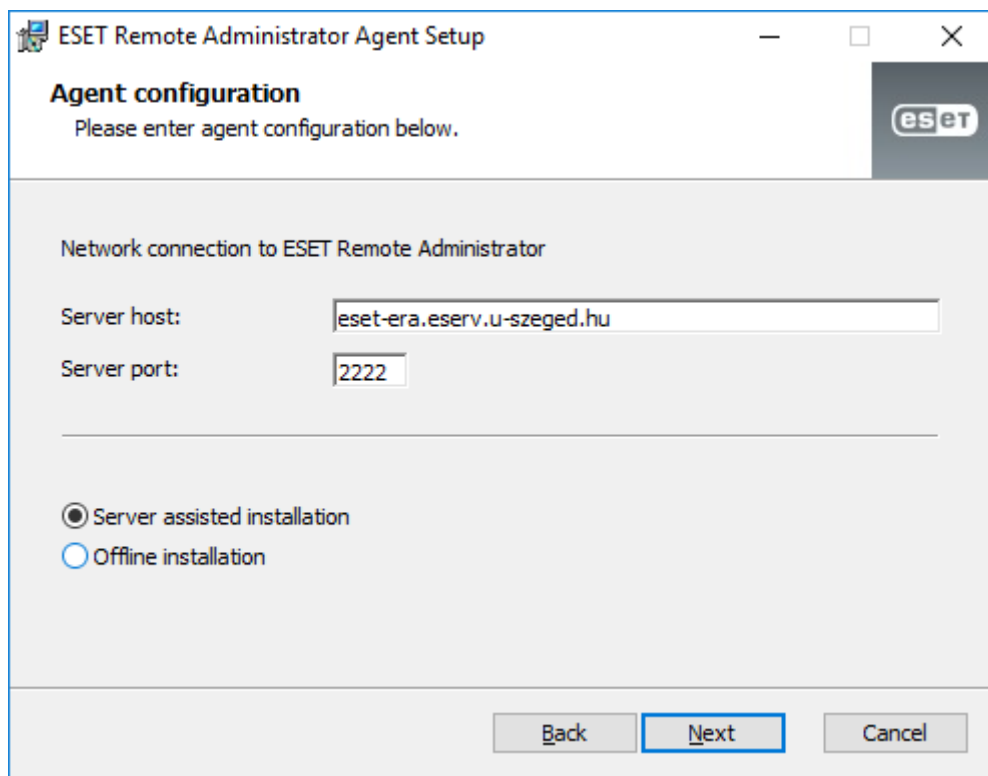 ESET Remote Administrator Agent Setup
Agent configuration
Please enter agent configuration below.
eseT
Network connection to ESET Remote Administrator
Server host:
eset-era.eserv.u-szeged.hu
Server port:
2222
Server assisted installation
Offline installation
Back
Next
Cancel